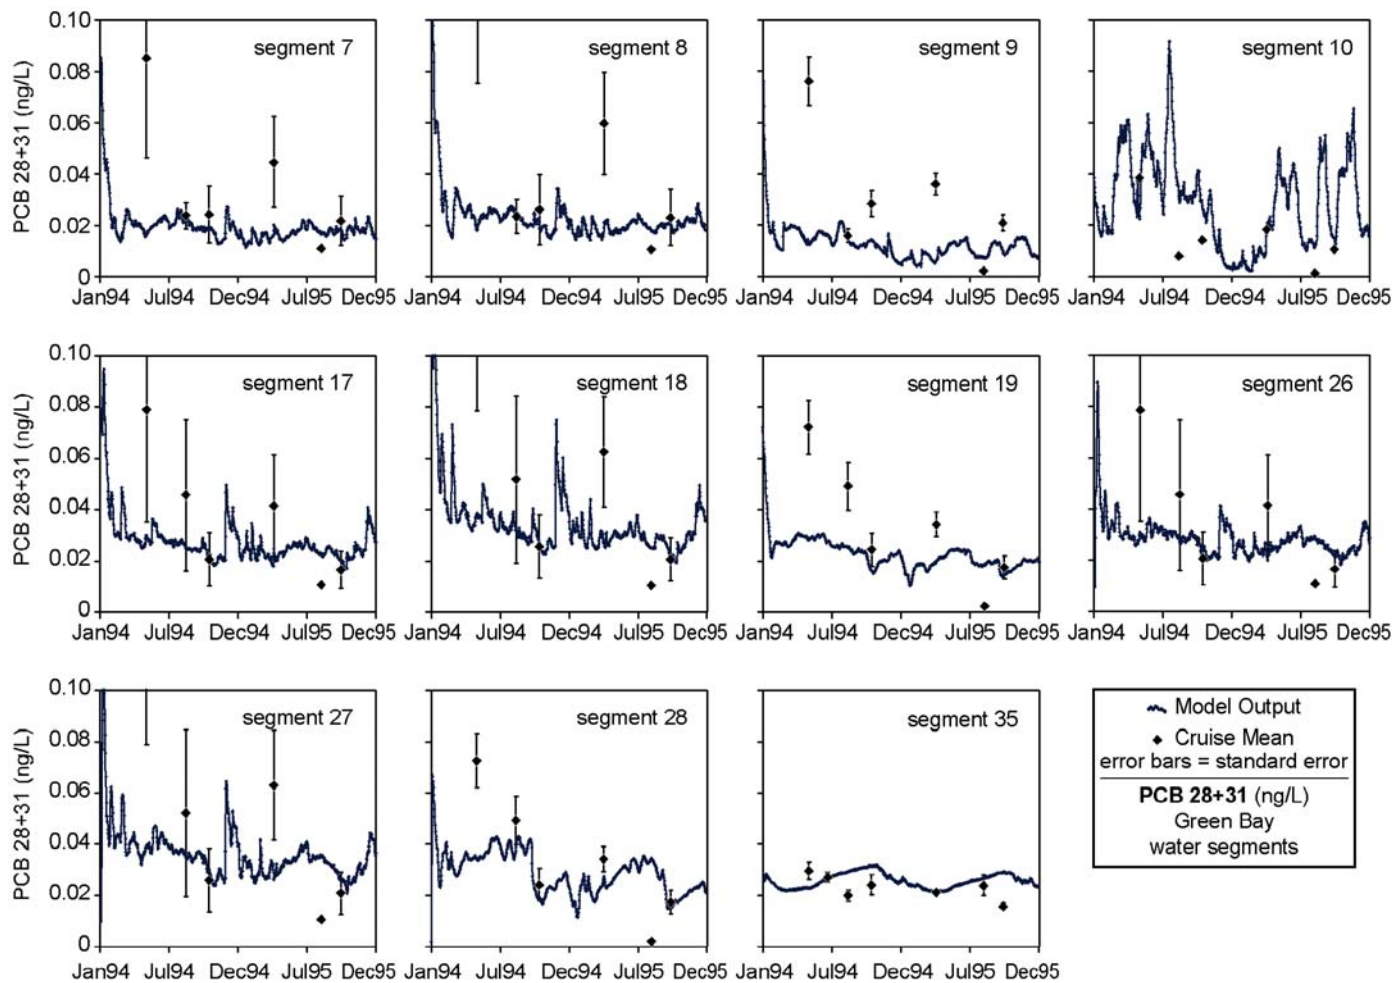 PCB 28+31 (ng/L)
0.10
0.08
0.06
0.04
0.02
0
segment 7
Jan94 Jul94 Dec94 Jul95 Dec95
segment 8
Jan94 Jul94 Dec94 Jul95 Dec95
segment 9
Jan94 Jul94 Dec94 Jul95 Dec95
segment 10
Jan94 Jul94 Dec94 Jul95 Dec95
PCB 28+31 (ng/L)
0.10
0.08
0.06
0.04
0.02
0
segment 17
Jan94 Jul94 Dec94 Jul95 Dec95
segment 18
Jan94 Jul94 Dec94 Jul95 Dec95
segment 19
Jan94 Jul94 Dec94 Jul95 Dec95
segment 26
Jan94 Jul94 Dec94 Jul95 Dec95
PCB 28+31 (ng/L)
0.10
0.08
0.06
0.04
0.02
0
segment 27
Jan94 Jul94 Dec94 Jul95 Dec95
segment 28
Jan94 Jul94 Dec94 Jul95 Dec95
segment 35
Jan94 Jul94 Dec94 Jul95 Dec95
Model Output
Cruise Mean
error bars = standard error
PCB 28+31 (ng/L)
Green Bay
water segments